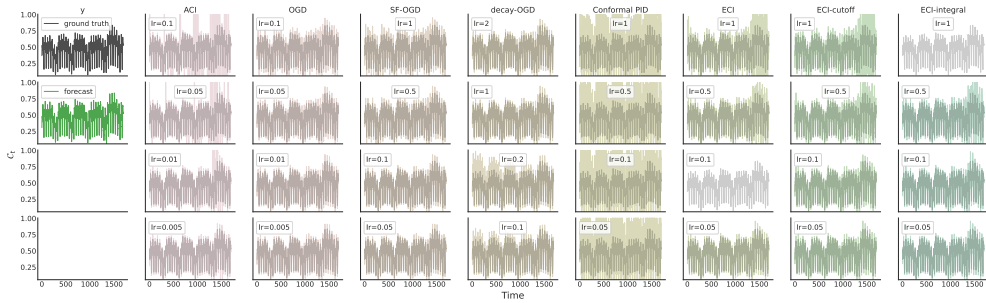 y ACI OGD SF-OGD decay-OGD Conformal PID ECI ECI-cutoff ECI-integral
1.00 ground truth lr=0.1 lr=0.1 lr=1 lr=2 lr=1 lr=1 lr=1 lr=1
0.75
0.50
0.25
1.00 forecast lr=0.05 lr=0.05 lr=0.5 lr=1 lr=0.5 lr=0.5 lr=0.5 lr=0.5
0.75
0.50
0.25
C_t
1.00 lr=0.01 lr=0.01 lr=0.1 lr=0.2 lr=0.1 lr=0.1 lr=0.1 lr=0.1
0.75
0.50
0.25
1.00 lr=0.005 lr=0.005 lr=0.05 lr=0.1 lr=0.05 lr=0.05 lr=0.05 lr=0.05
0.75
0.50
0.25
0 500 1000 1500 0 500 1000 1500 0 500 1000 1500 0 500 1000 1500 0 500 1000 1500 0 500 1000 1500 0 500 1000 1500 0 500 1000 1500 0 500 1000 1500
Time